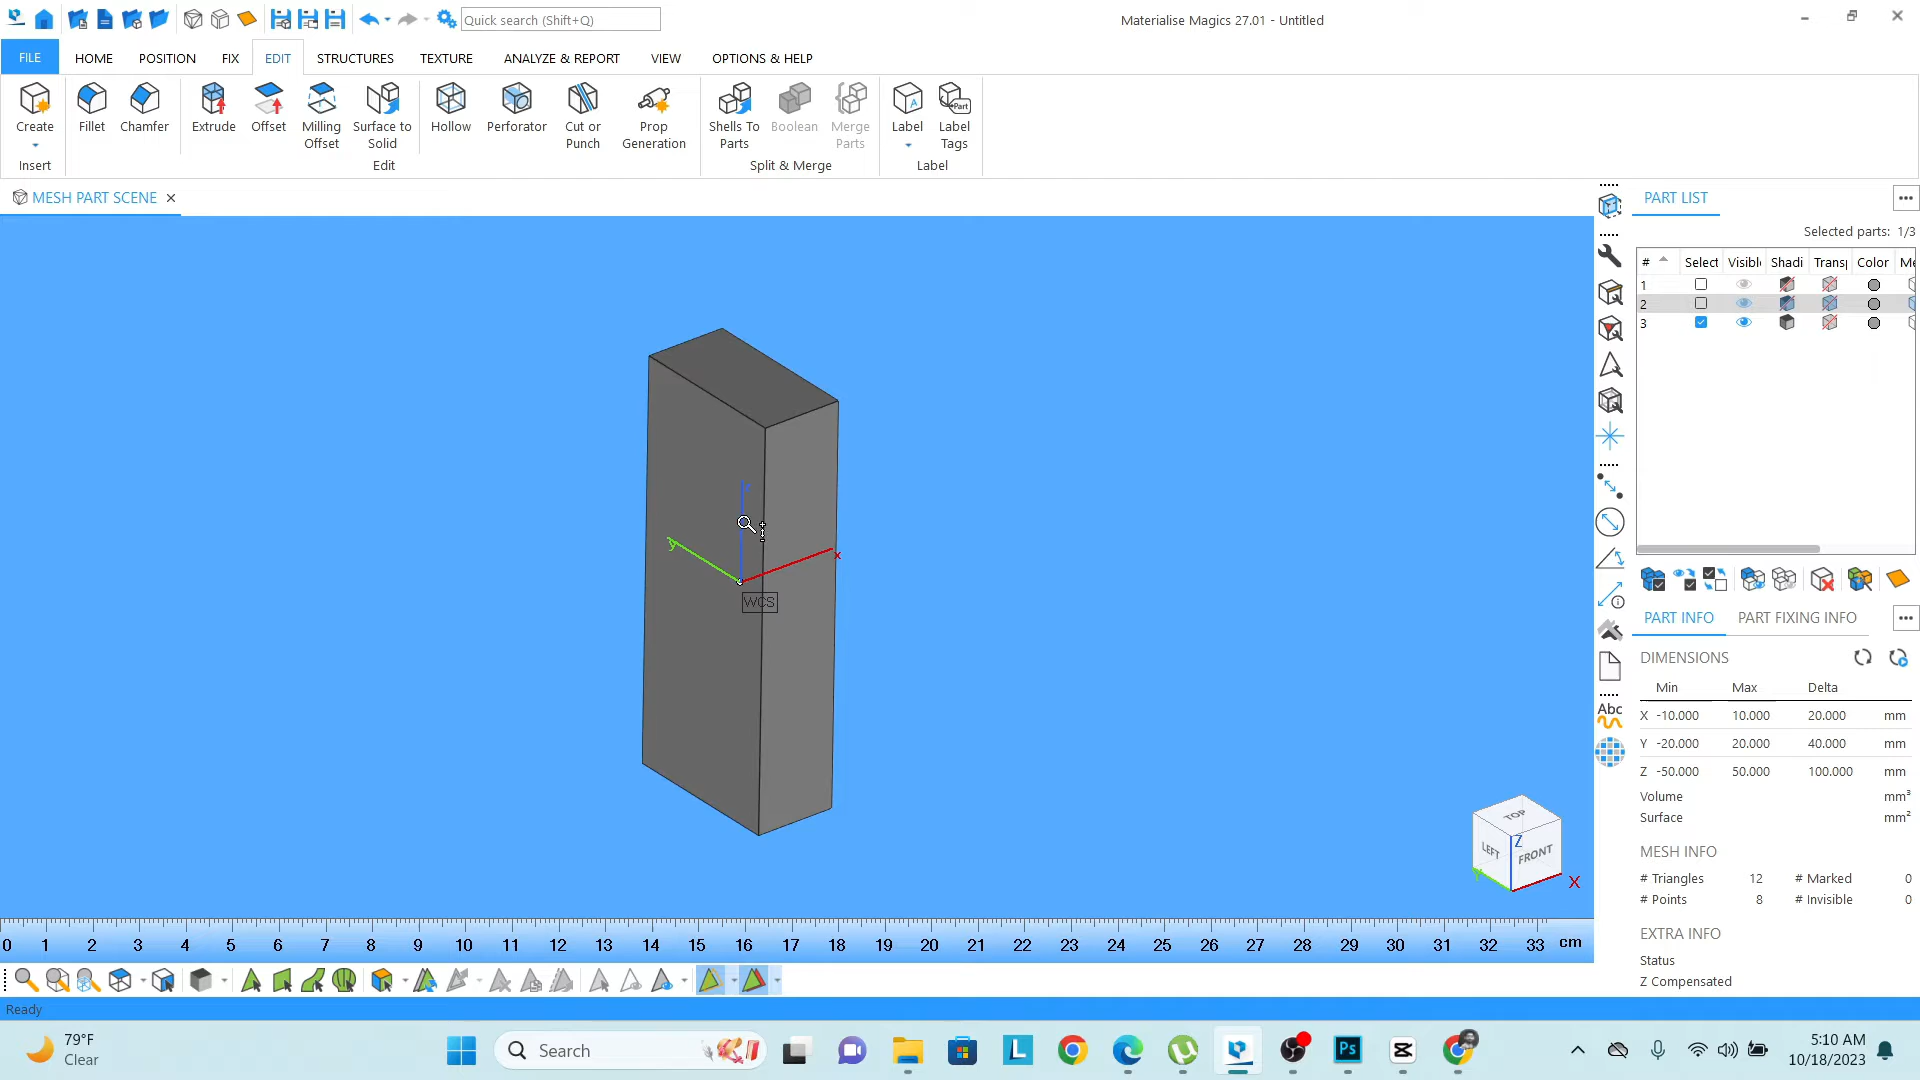 Quick search (Shift+Q)
Materialise Magics 27.01 - Untitled
FILE HOME POSITION FIX EDIT STRUCTURES TEXTURE ANALYZE & REPORT VIEW OPTIONS & HELP
Create Fillet Chamfer Extrude Offset Milling Offset Surface to Solid Hollow Perforator Cut or Punch Prop Generation Shells To Parts Boolean Merge Parts Label Label Tags
Insert Edit Split & Merge Label
MESH PART SCENE
PART LIST
Selected parts: 1/3
# Select Visibl Shadi Transp Color Me
1
2
3
z
y
x
WCS
Abc
PART INFO PART FIXING INFO
DIMENSIONS
Min Max Delta
X -10.000 10.000 20.000 mm
Y -20.000 20.000 40.000 mm
Z -50.000 50.000 100.000 mm
Volume mm³
Surface mm²
MESH INFO
# Triangles 12 # Marked 0
# Points 8 # Invisible 0
EXTRA INFO
Status
Z Compensated
TOP
LEFT
FRONT
Z
Y
X
0 1 2 3 4 5 6 7 8 9 10 11 12 13 14 15 16 17 18 19 20 21 22 23 24 25 26 27 28 29 30 31 32 33 cm
Ready
79°F
Clear
Search
L
Ps
5:10 AM
10/18/2023